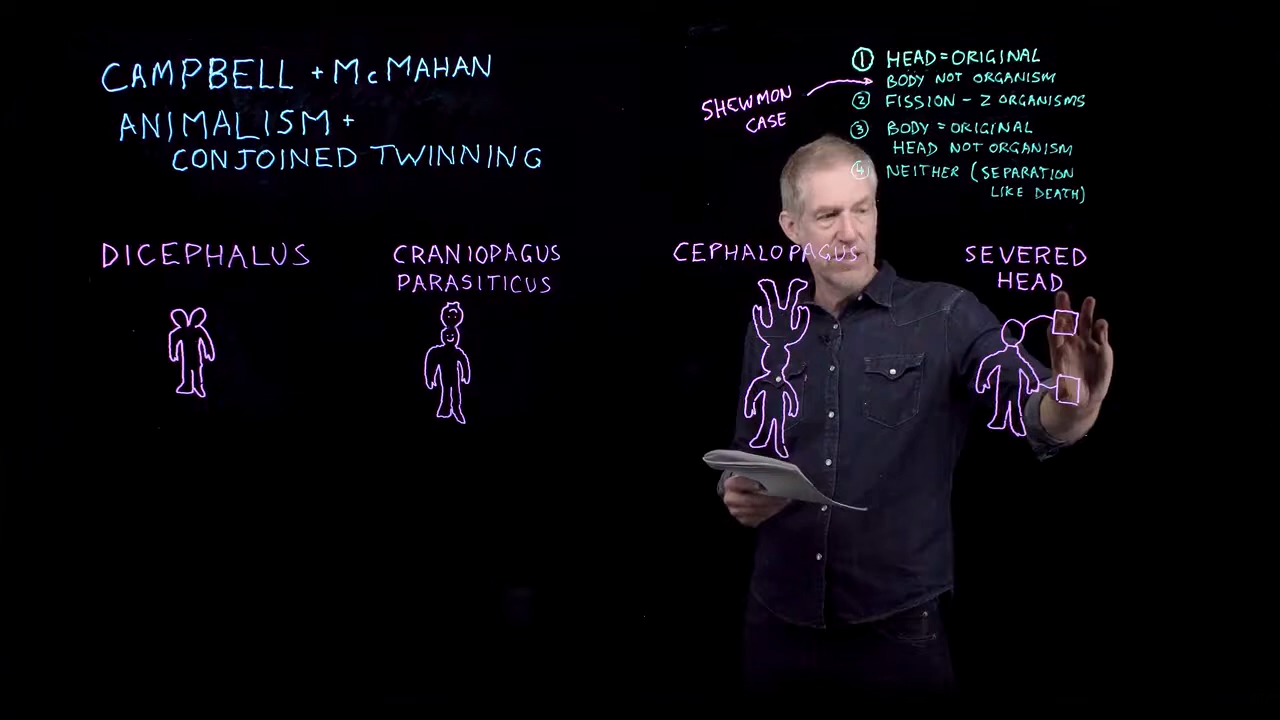 CAMPBELL + McMAHAN
ANIMALISM +
CONJOINED TWINNING
SHEWMON
CASE
① HEAD = ORIGINAL
BODY NOT ORGANISM
② FISSION - 2 ORGANISMS
③ BODY = ORIGINAL
HEAD NOT ORGANISM
④ NEITHER (SEPARATION
LIKE DEATH)
DICEPHALUS
CRANIOPAGUS
PARASITICUS
CEPHALOPAGUS
SEVERED
HEAD